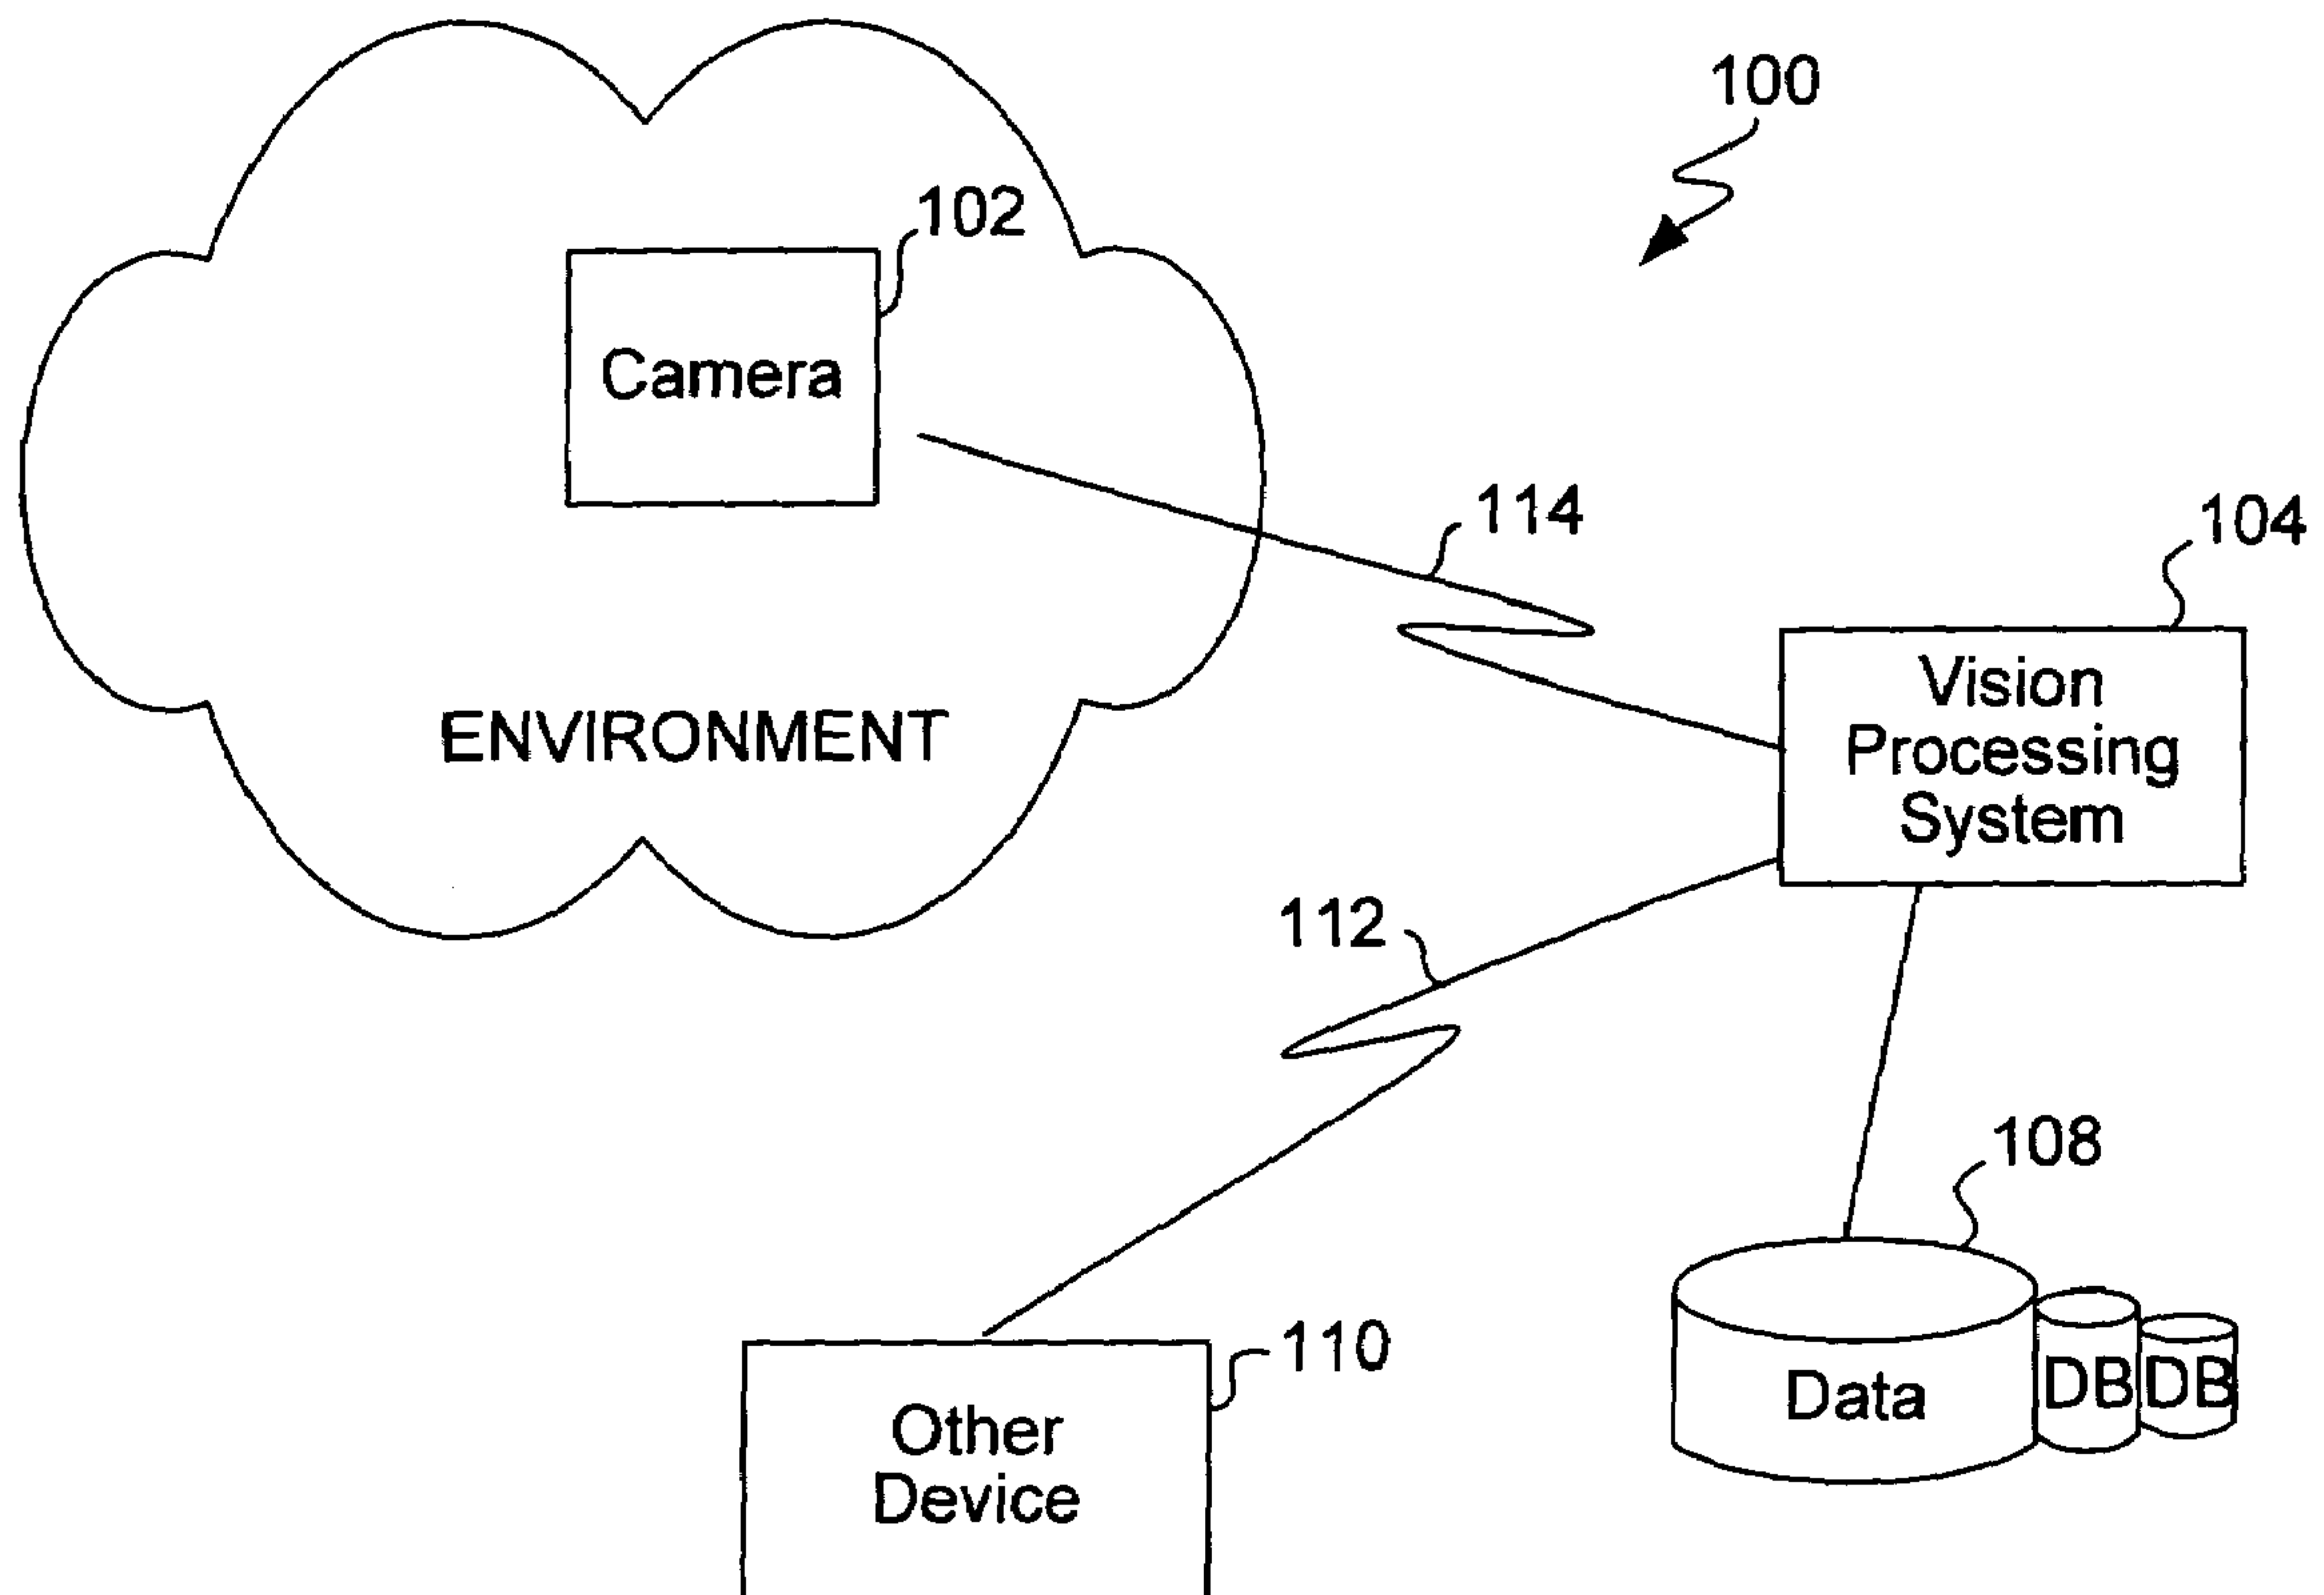 100
102
Camera
114
104
Vision
Processing
System
ENVIRONMENT
112
108
110
Data
DB
DB
Other
Device